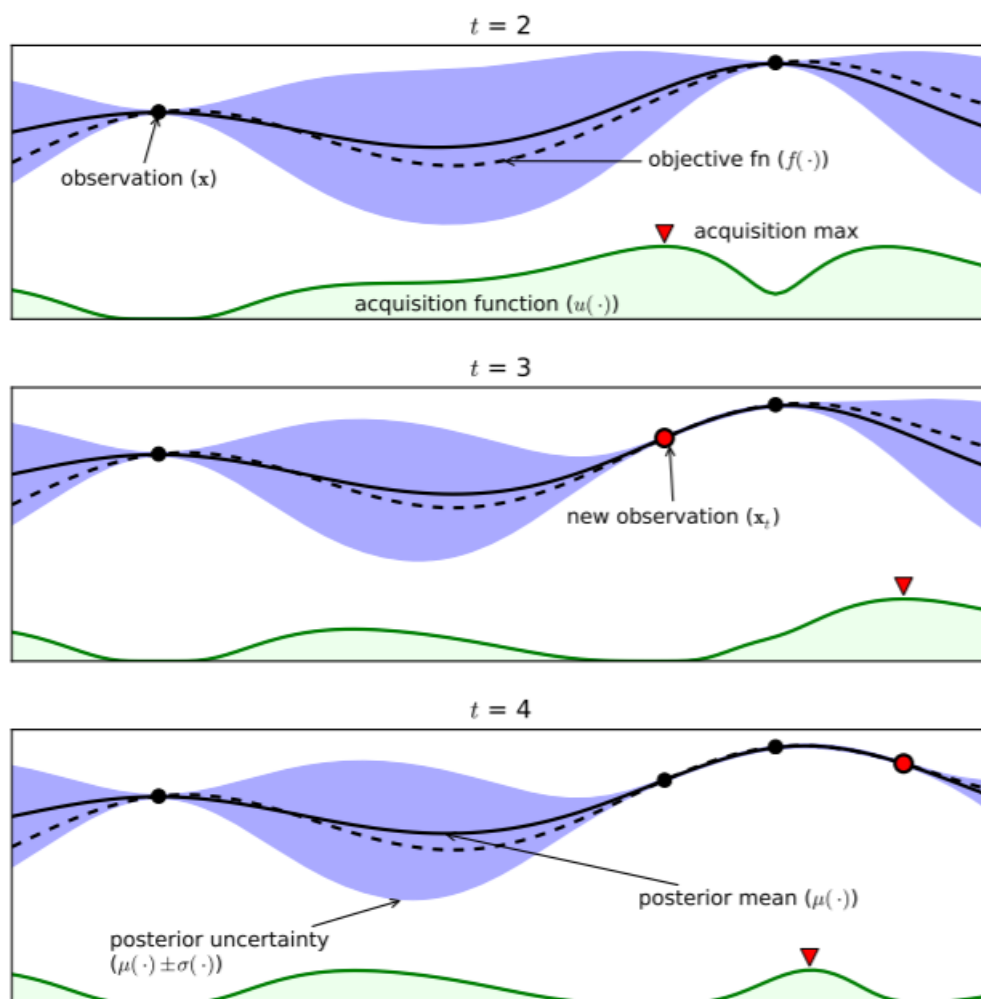 t = 2
observation (x)
objective fn (f(·))
acquisition max
acquisition function (u(·))
t = 3
new observation (xₜ)
t = 4
posterior mean (μ(·))
posterior uncertainty
(μ(·) ±σ(·))